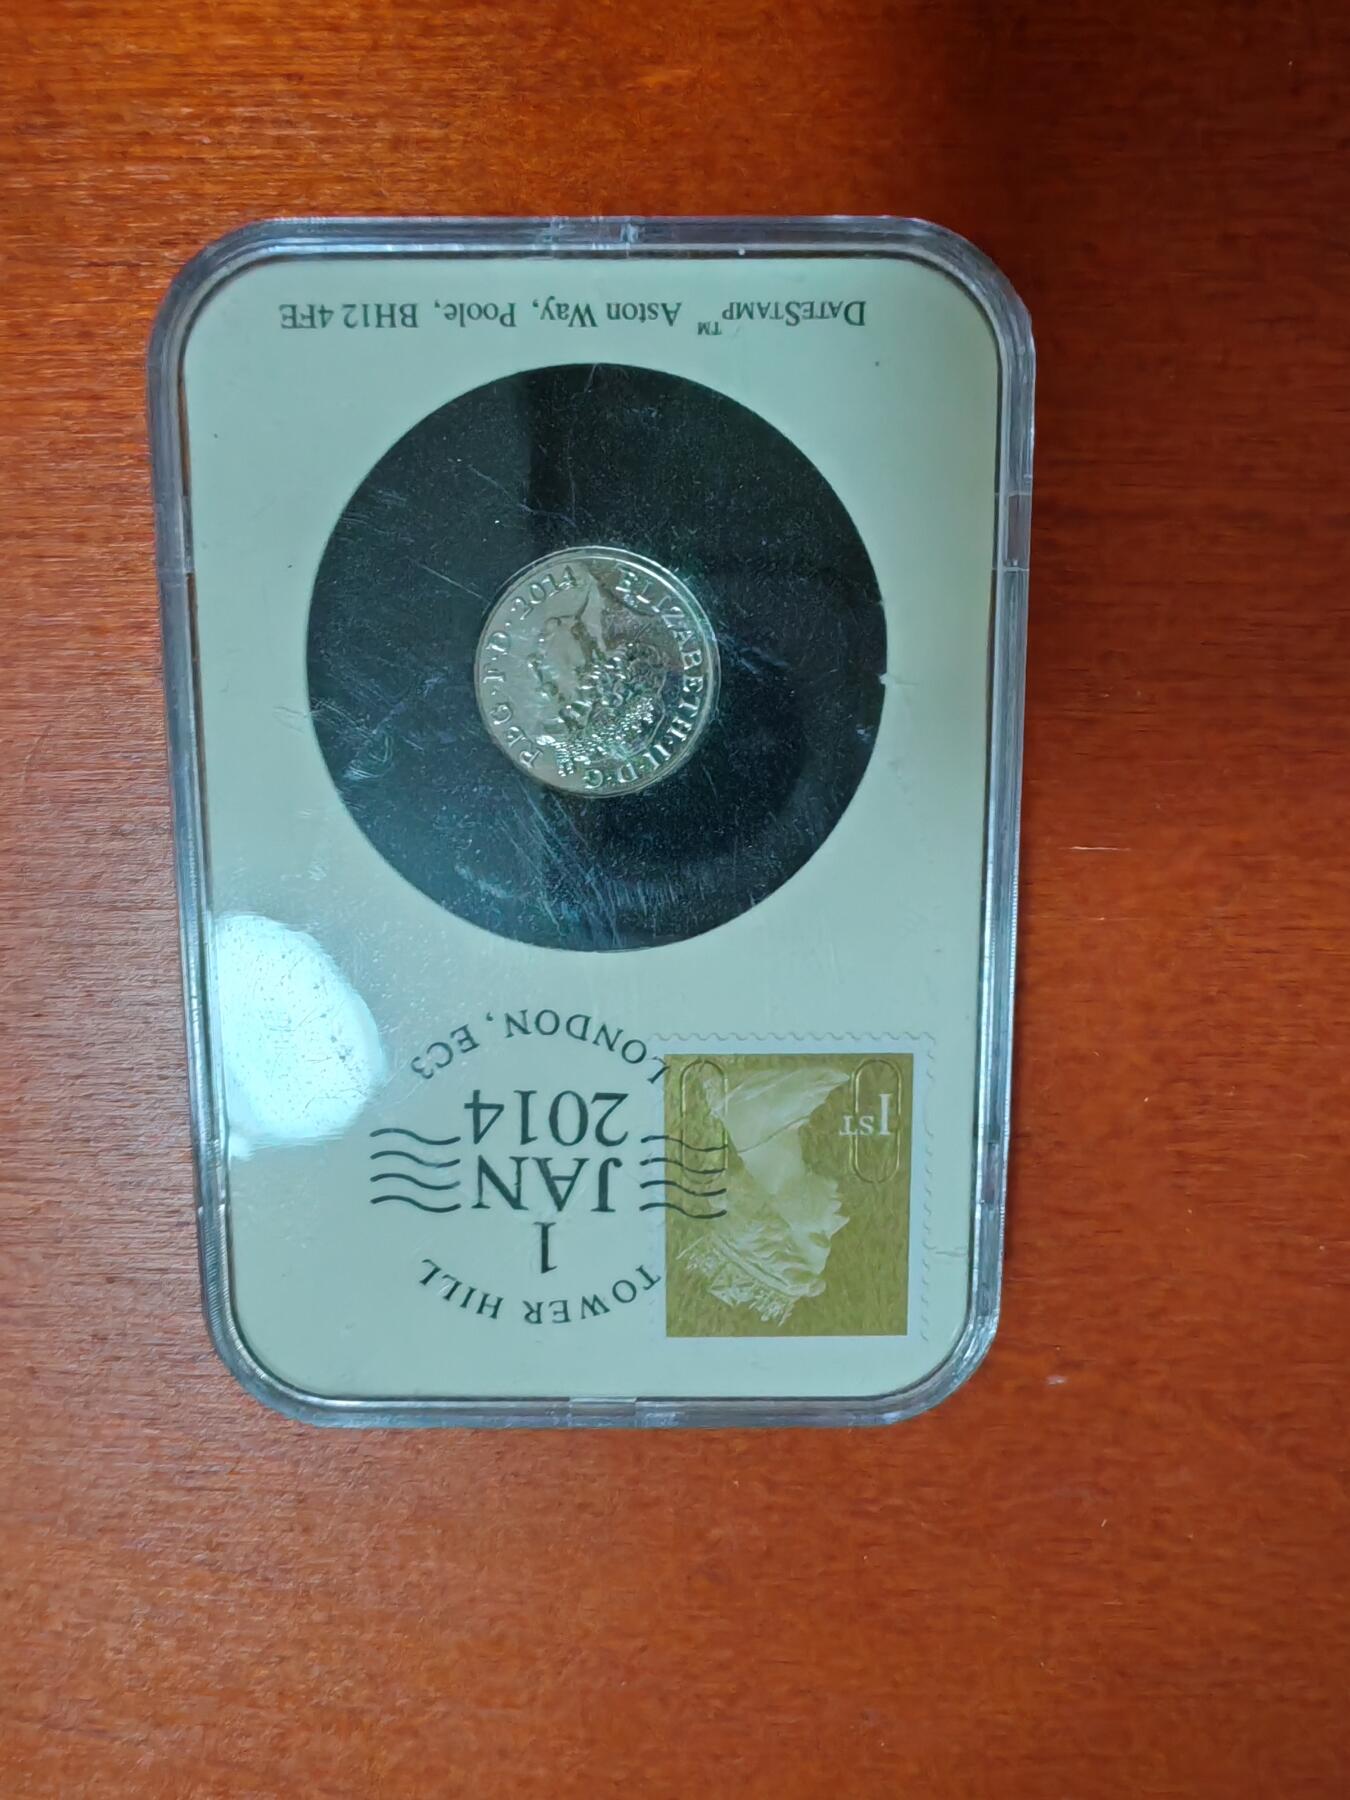 TOWER HILL
1
JAN
2014
LONDON, EC3
1ST
ELIZABETH·II·D·G REG·F·D·2014
DATESTAMP™ Aston Way, Poole, BH12 4FE